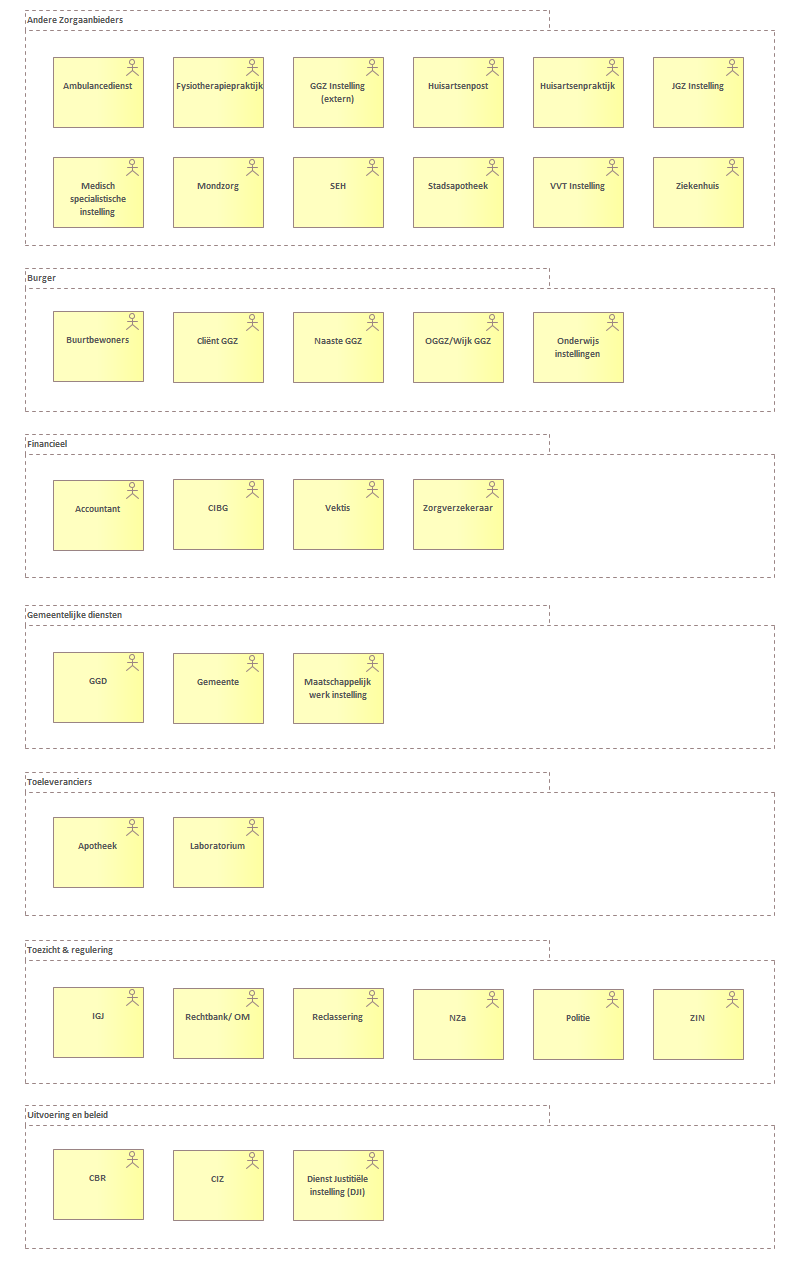 Andere Zorgaanbieders
Ambulancedienst
Fysiotherapiepraktijk
GGZ Instelling
(extern)
Huisartsenpost
Huisartsenpraktijk
JGZ Instelling
Medisch
specialistische
instelling
Mondzorg
SEH
Stadsapotheek
VVT Instelling
Ziekenhuis
Burger
Buurtbewoners
Cliënt GGZ
Naaste GGZ
OGGZ/Wijk GGZ
Onderwijs
instellingen
Financieel
Accountant
CIBG
Vektis
Zorgverzekeraar
Gemeentelijke diensten
GGD
Gemeente
Maatschappelijk
werk instelling
Toeleveranciers
Apotheek
Laboratorium
Toezicht & regulering
IGJ
Rechtbank/ OM
Reclassering
NZa
Politie
ZIN
Uitvoering en beleid
CBR
CIZ
Dienst Justitiële
instelling (DJI)